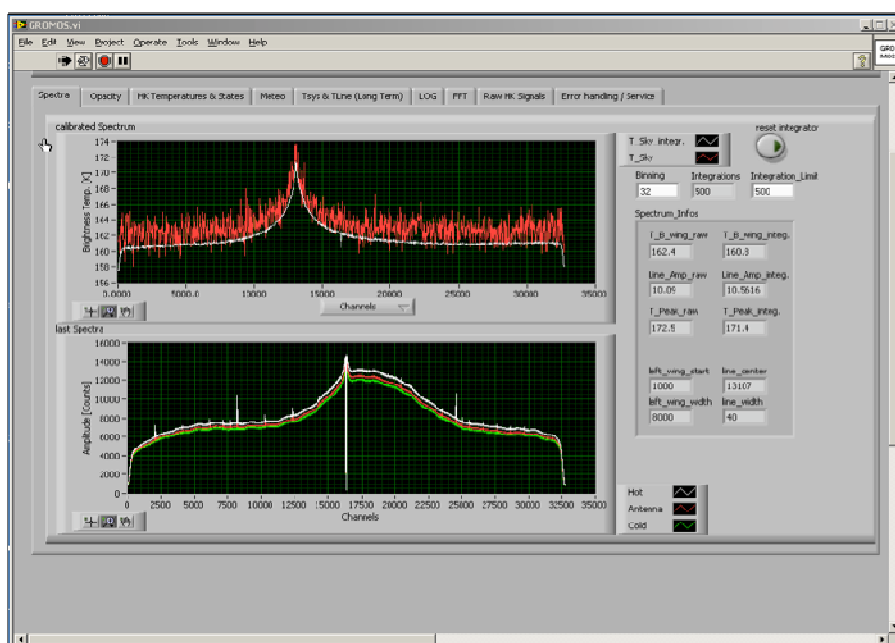 GROMOS.vi
File Edit View Project Operate Tools Window Help
GRO
Spectra Opacity HK Temperatures & States Meteo Tsys & TLine (Long Term) LOG FFT Raw HK Signals Error handling / Service
calibrated Spectrum
174
172
170
168
166
164
162
160
158
156
Brightness Temp. [K]
0.0000 5000.0 10000 15000 20000 25000 30000 35000
Channels
T_Sky_integr.
T_Sky
reset integrator
Binning Integrations Integration_Limit
32 500 500
Spectrum_Infos
T_B_wing_raw T_B_wing_integ.
162.4 160.9
Line_Amp_raw Line_Amp_integ.
10.09 10.5616
T_Peak_raw T_Peak_integ.
172.5 171.4
left_wing_start line_center
1000 13107
left_wing_width line_width
8000 40
last Spectra
16000
14000
12000
10000
8000
6000
4000
2000
0
Amplitude [Counts]
0 2500 5000 7500 10000 12500 15000 17500 20000 22500 25000 27500 30000 32500 35000
Channels
Hot
Antenna
Cold